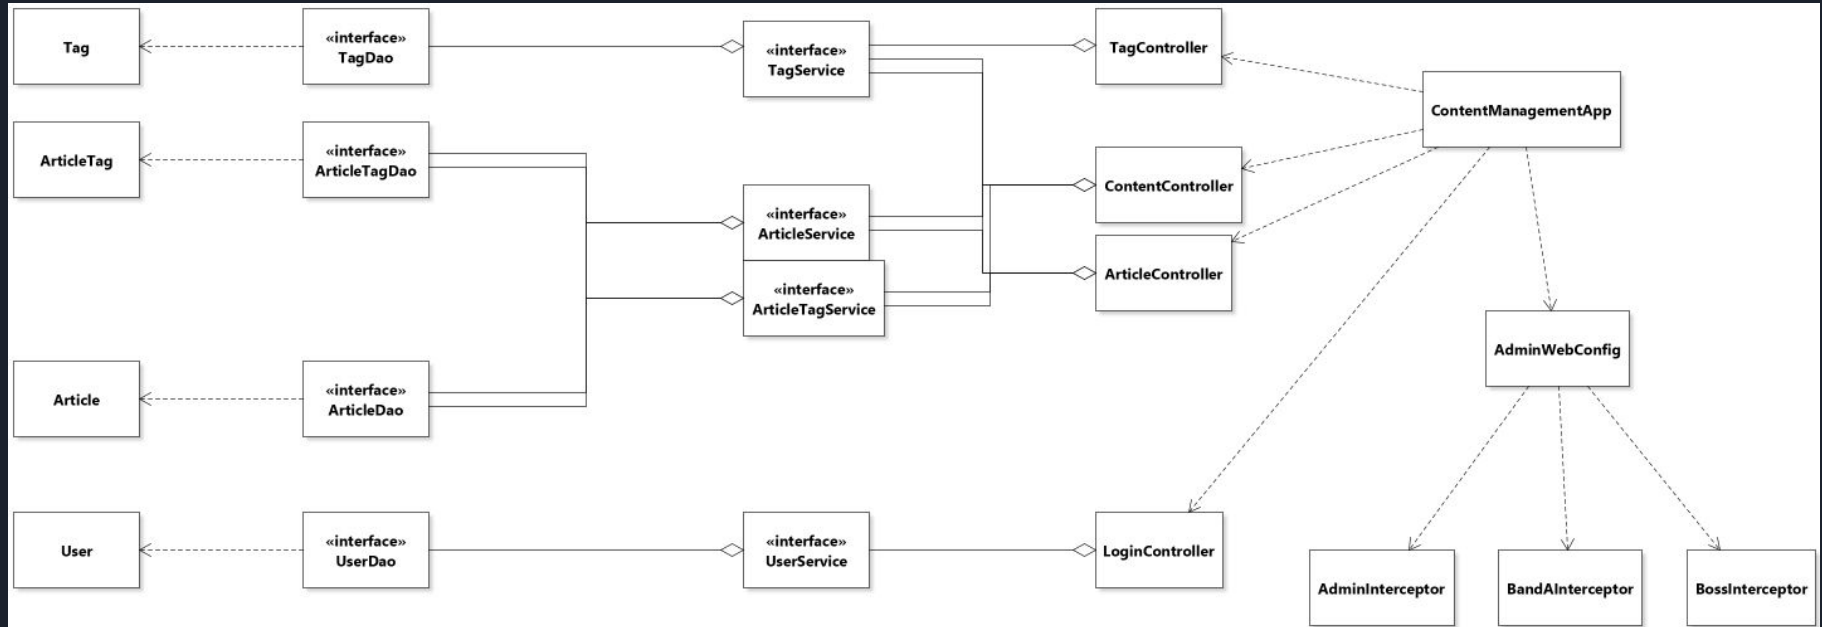 Tag
«interface»
TagDao
«interface»
TagService
TagController
ContentManagementApp
ArticleTag
«interface»
ArticleTagDao
«interface»
ArticleService
ContentController
«interface»
ArticleTagService
ArticleController
AdminWebConfig
Article
«interface»
ArticleDao
User
«interface»
UserDao
«interface»
UserService
LoginController
AdminInterceptor
BandAInterceptor
BossInterceptor